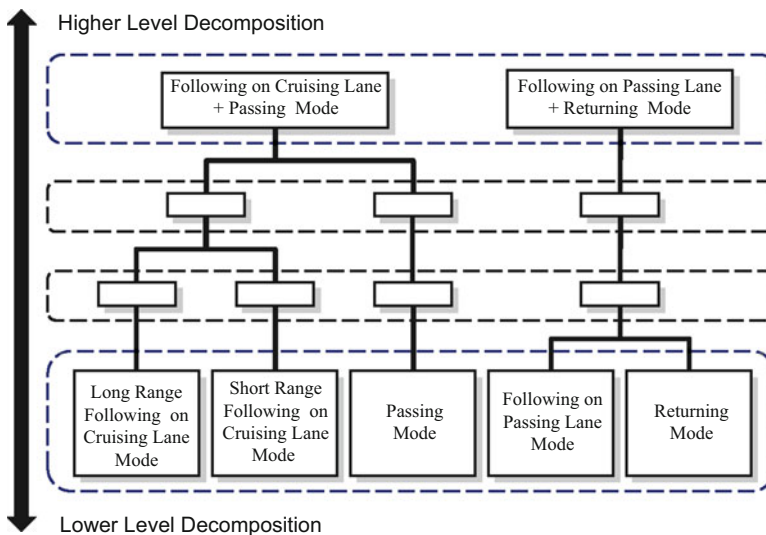 Higher Level Decomposition
Following on Cruising Lane
+ Passing Mode
Following on Passing Lane
+ Returning Mode
Long Range
Following on
Cruising Lane
Mode
Short Range
Following on
Cruising Lane
Mode
Passing
Mode
Following on
Passing Lane
Mode
Returning
Mode
Lower Level Decomposition